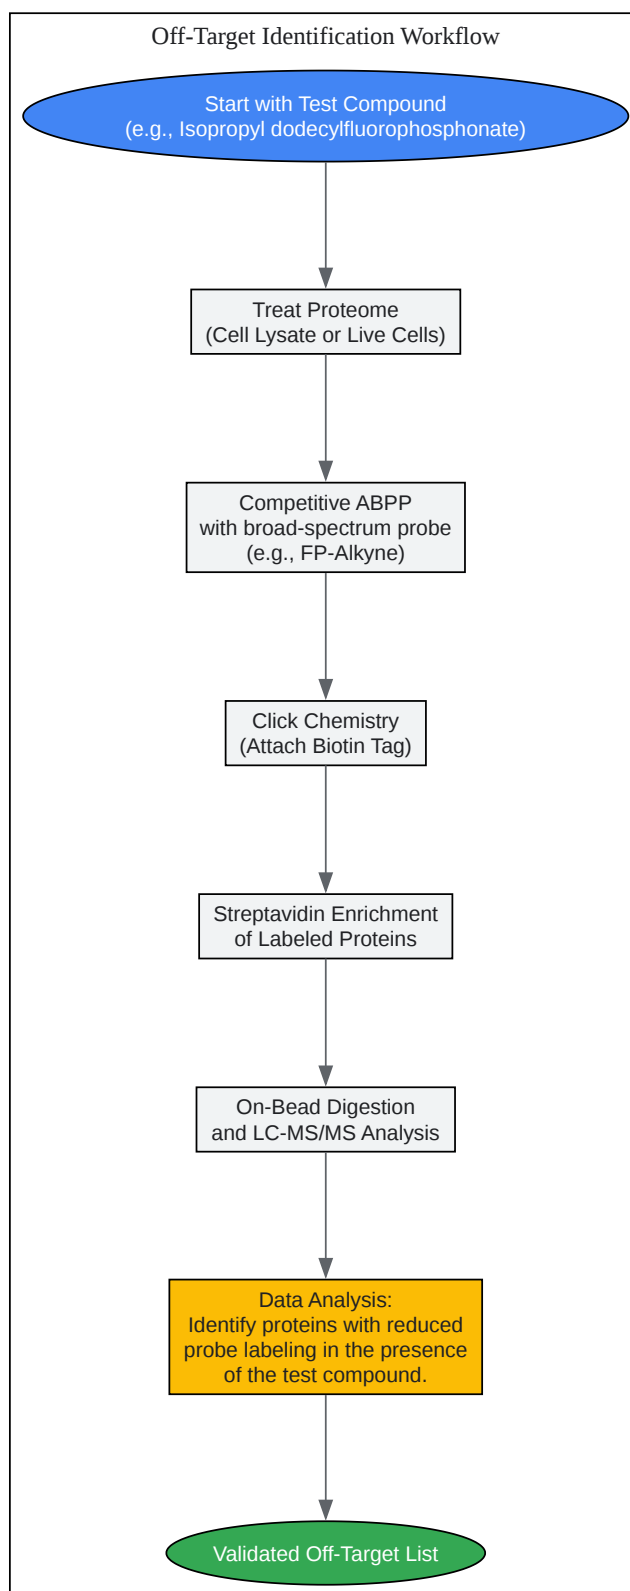 Off-Target Identification Workflow
Start with Test Compound
(e.g., Isopropyl dodecylfluorophosphonate)
Treat Proteome
(Cell Lysate or Live Cells)
Competitive ABPP
with broad-spectrum probe
(e.g., FP-Alkyne)
Click Chemistry
(Attach Biotin Tag)
Streptavidin Enrichment
of Labeled Proteins
On-Bead Digestion
and LC-MS/MS Analysis
Data Analysis:
Identify proteins with reduced
probe labeling in the presence
of the test compound.
Validated Off-Target List